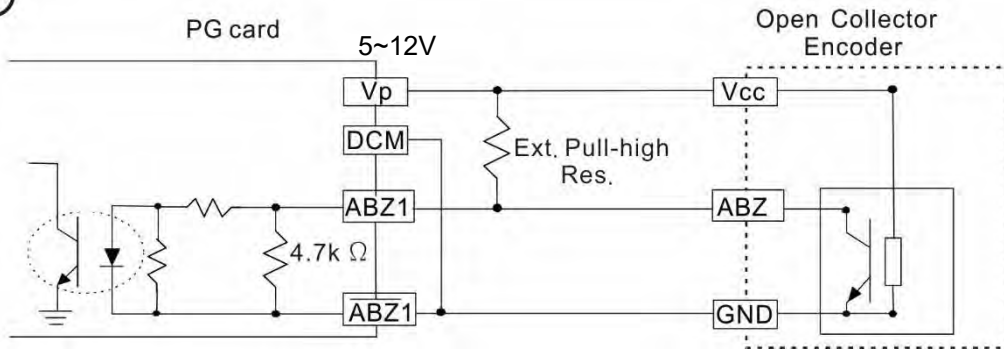 PG card
5~12V
Open Collector
Encoder
Vp
Vcc
DCM
Ext. Pull-high
Res.
ABZ1
ABZ
4.7k Ω
A̅B̅Z̅1
GND